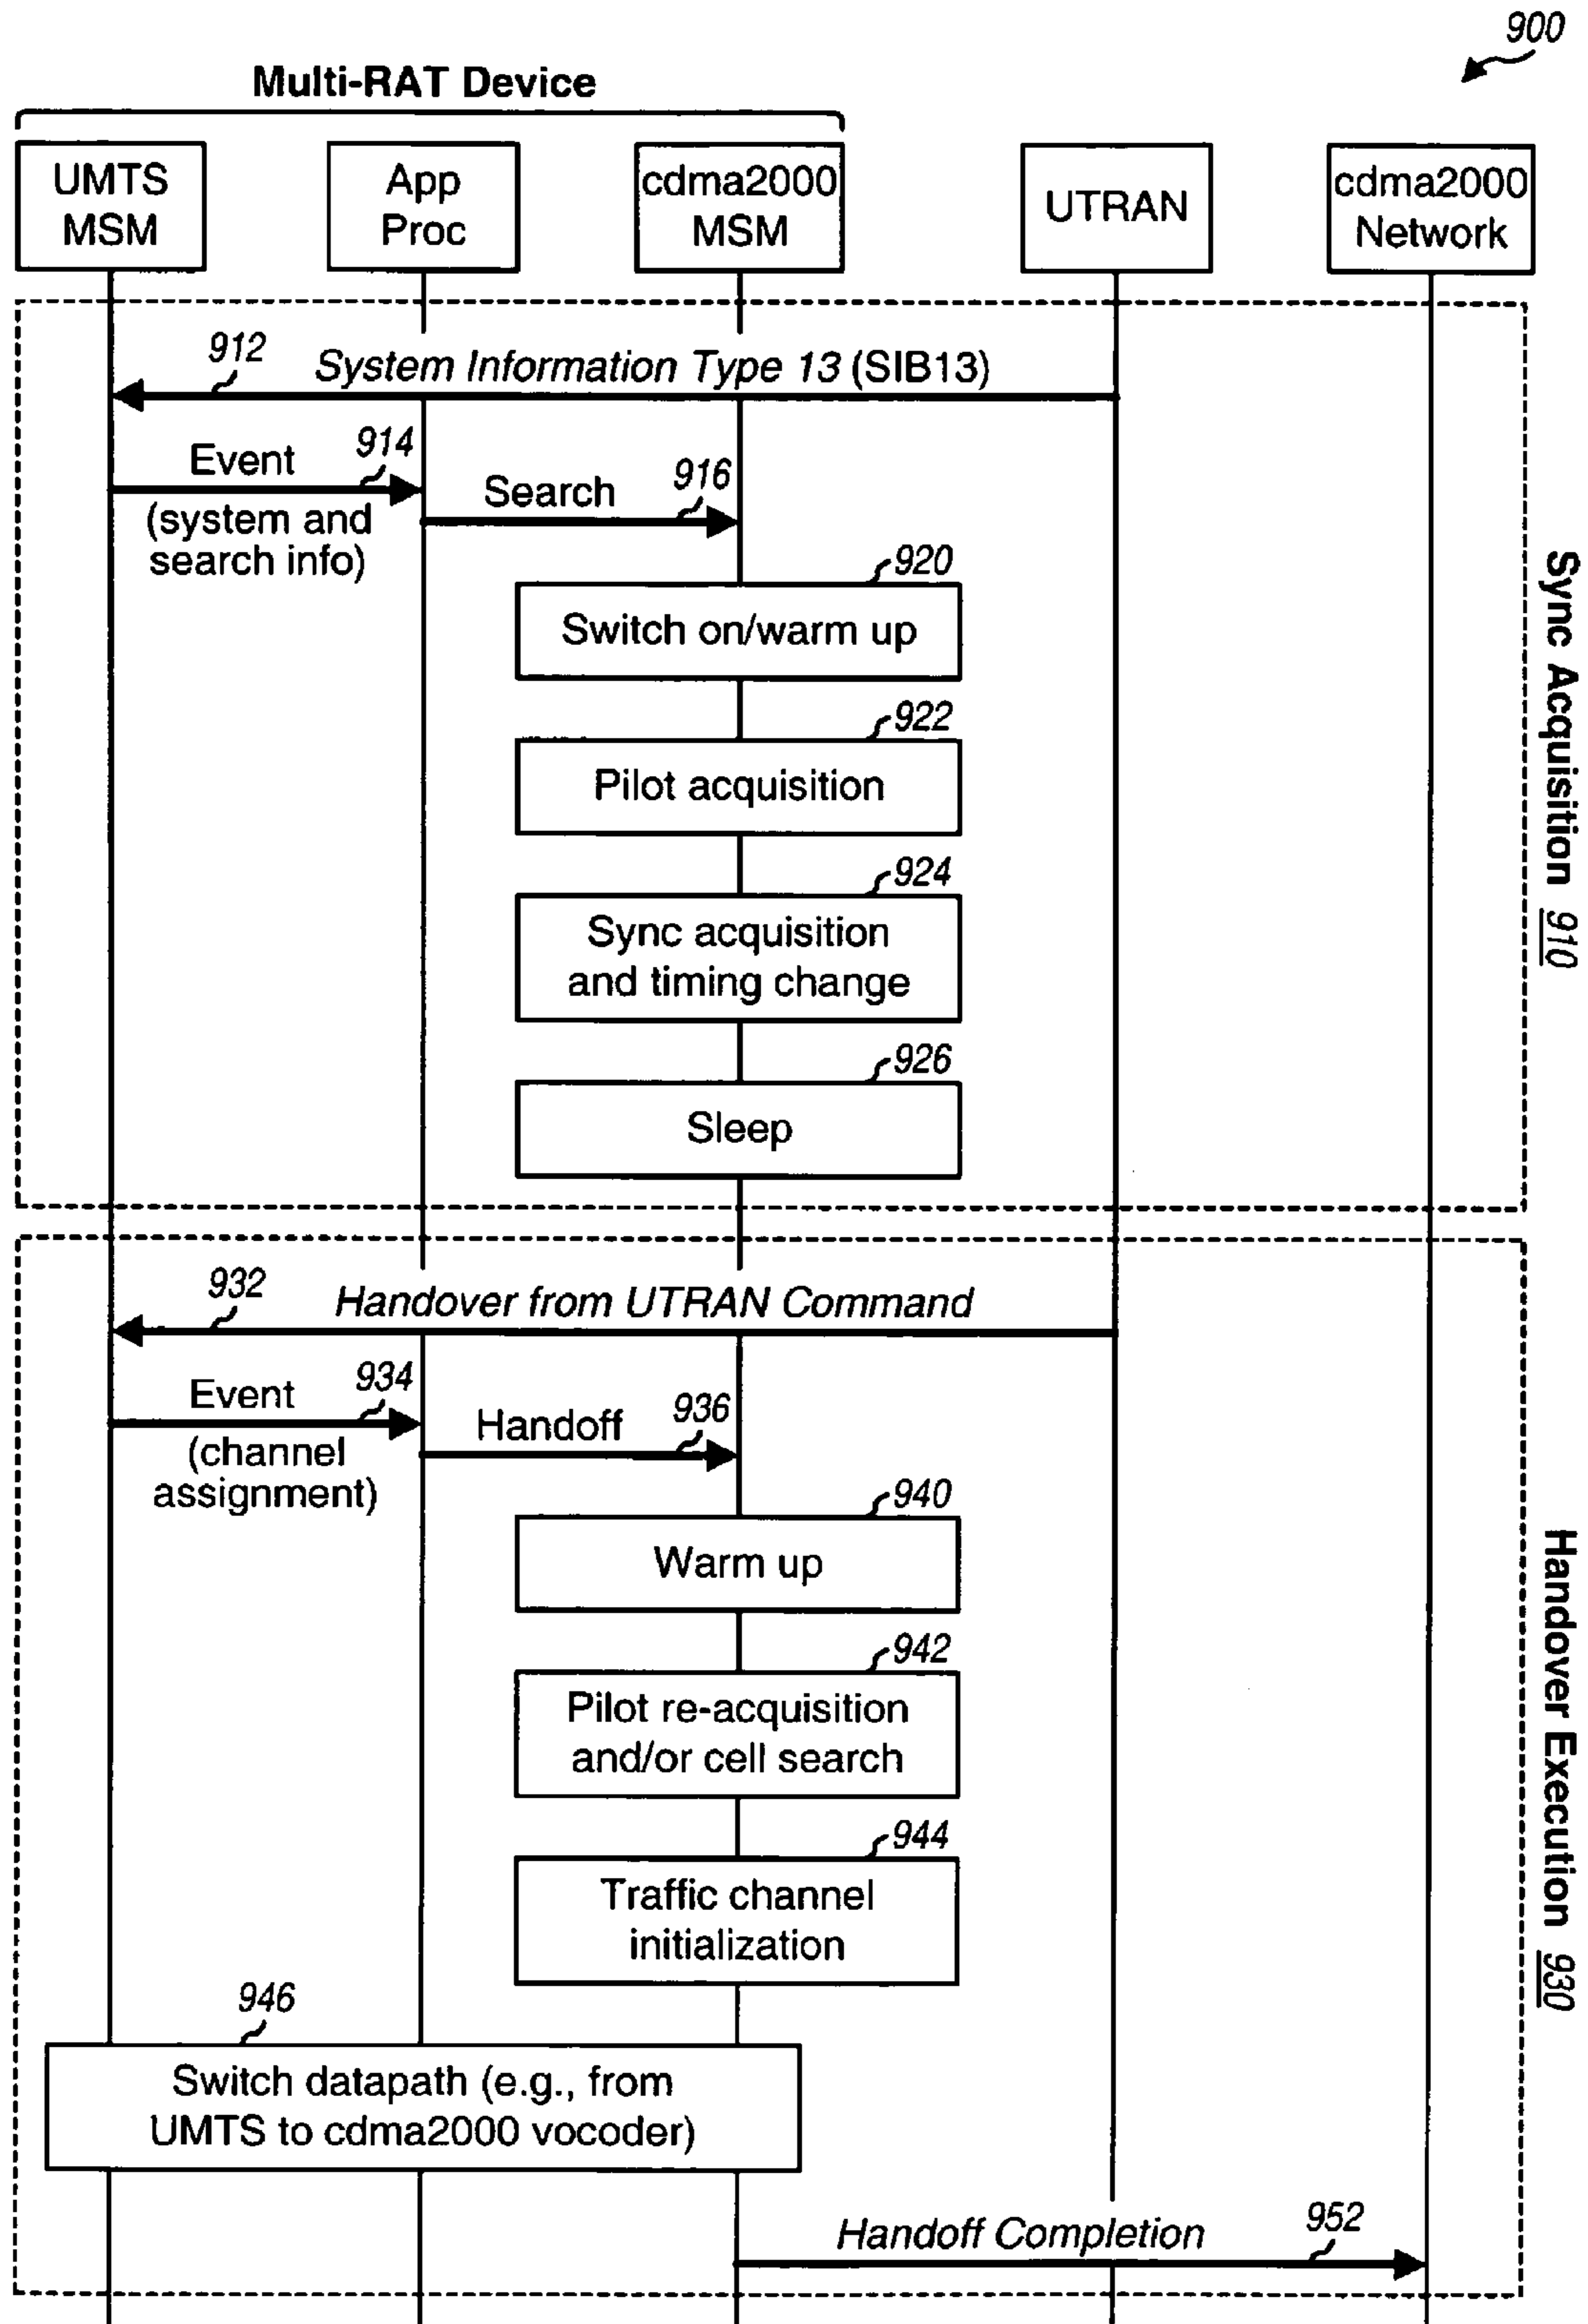 900
Multi-RAT Device
UMTS
MSM
App
Proc
cdma2000
MSM
UTRAN
cdma2000
Network
912
System Information Type 13 (SIB13)
Event
914
(system and
search info)
Search
916
920
Switch on/warm up
922
Pilot acquisition
924
Sync acquisition
and timing change
926
Sleep
Sync Acquisition 910
932
Handover from UTRAN Command
Event
934
(channel
assignment)
Handoff
936
940
Warm up
942
Pilot re-acquisition
and/or cell search
944
Traffic channel
initialization
946
Switch datapath (e.g., from
UMTS to cdma2000 vocoder)
Handoff Completion
952
Handover Execution 930